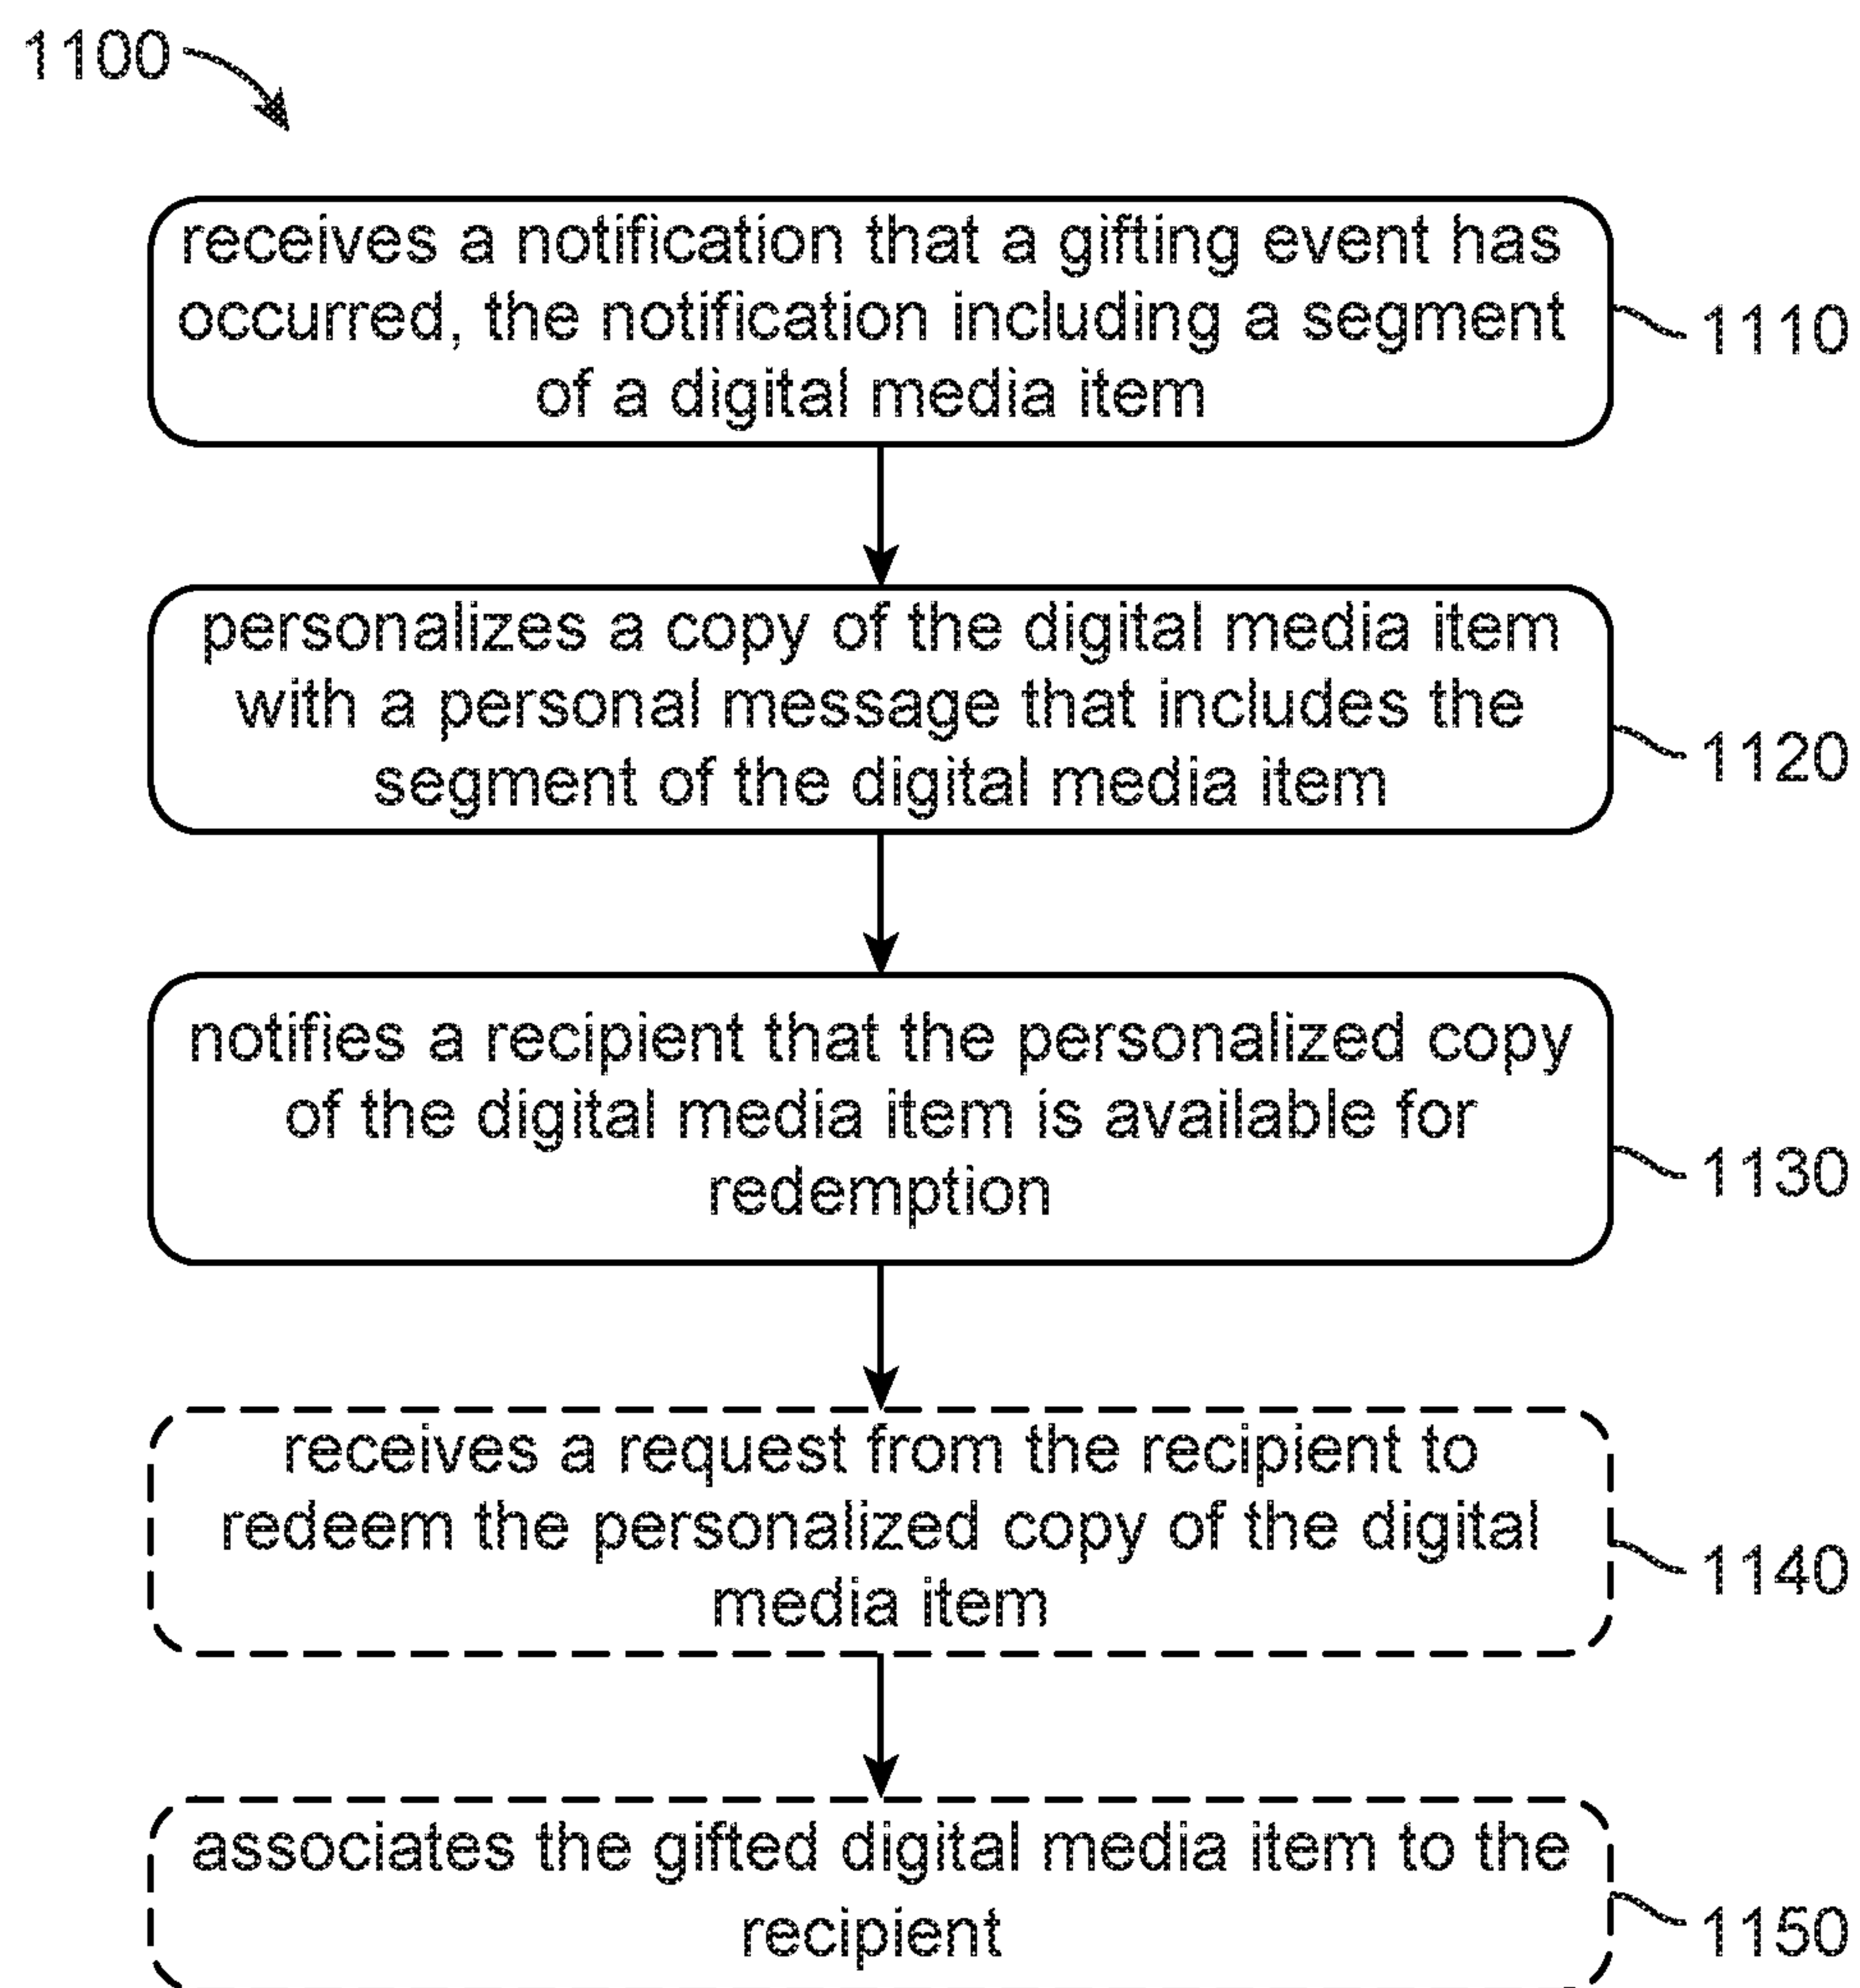 1100
receives a notification that a gifting event has
occurred, the notification including a segment
of a digital media item
1110
personalizes a copy of the digital media item
with a personal message that includes the
segment of the digital media item
1120
notifies a recipient that the personalized copy
of the digital media item is available for
redemption
1130
receives a request from the recipient to
redeem the personalized copy of the digital
media item
1140
associates the gifted digital media item to the
recipient
1150